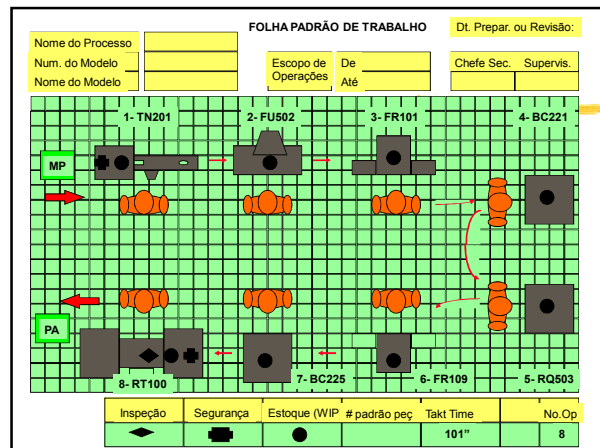 FOLHA PADRÃO DE TRABALHO
Dt. Prepar. ou Revisão:
Nome do Processo
Num. do Modelo
Nome do Modelo
Escopo de
Operações
De
Até
Chefe Sec.
Supervis.
1- TN201
2- FU502
3- FR101
4- BC221
MP
PA
8- RT100
7- BC225
6- FR109
5- RQ503
Inspeção
Segurança
Estoque (WIP
# padrão peç
Takt Time
No.Op
101”
8